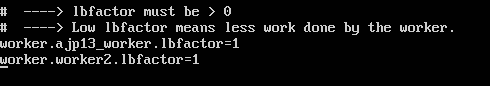 #  ----> lbfactor must be > 0
#  ----> Low lbfactor means less work done by the worker.
worker.ajp13_worker.lbfactor=1
worker.worker2.lbfactor=1